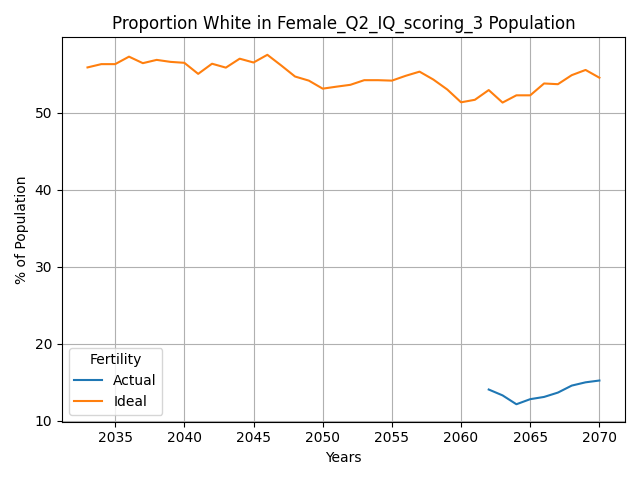 Proportion White in Female_Q2_IQ_scoring_3 Population
% of Population
50
40
30
20
10
Fertility
Actual
Ideal
2035 2040 2045 2050 2055 2060 2065 2070
Years